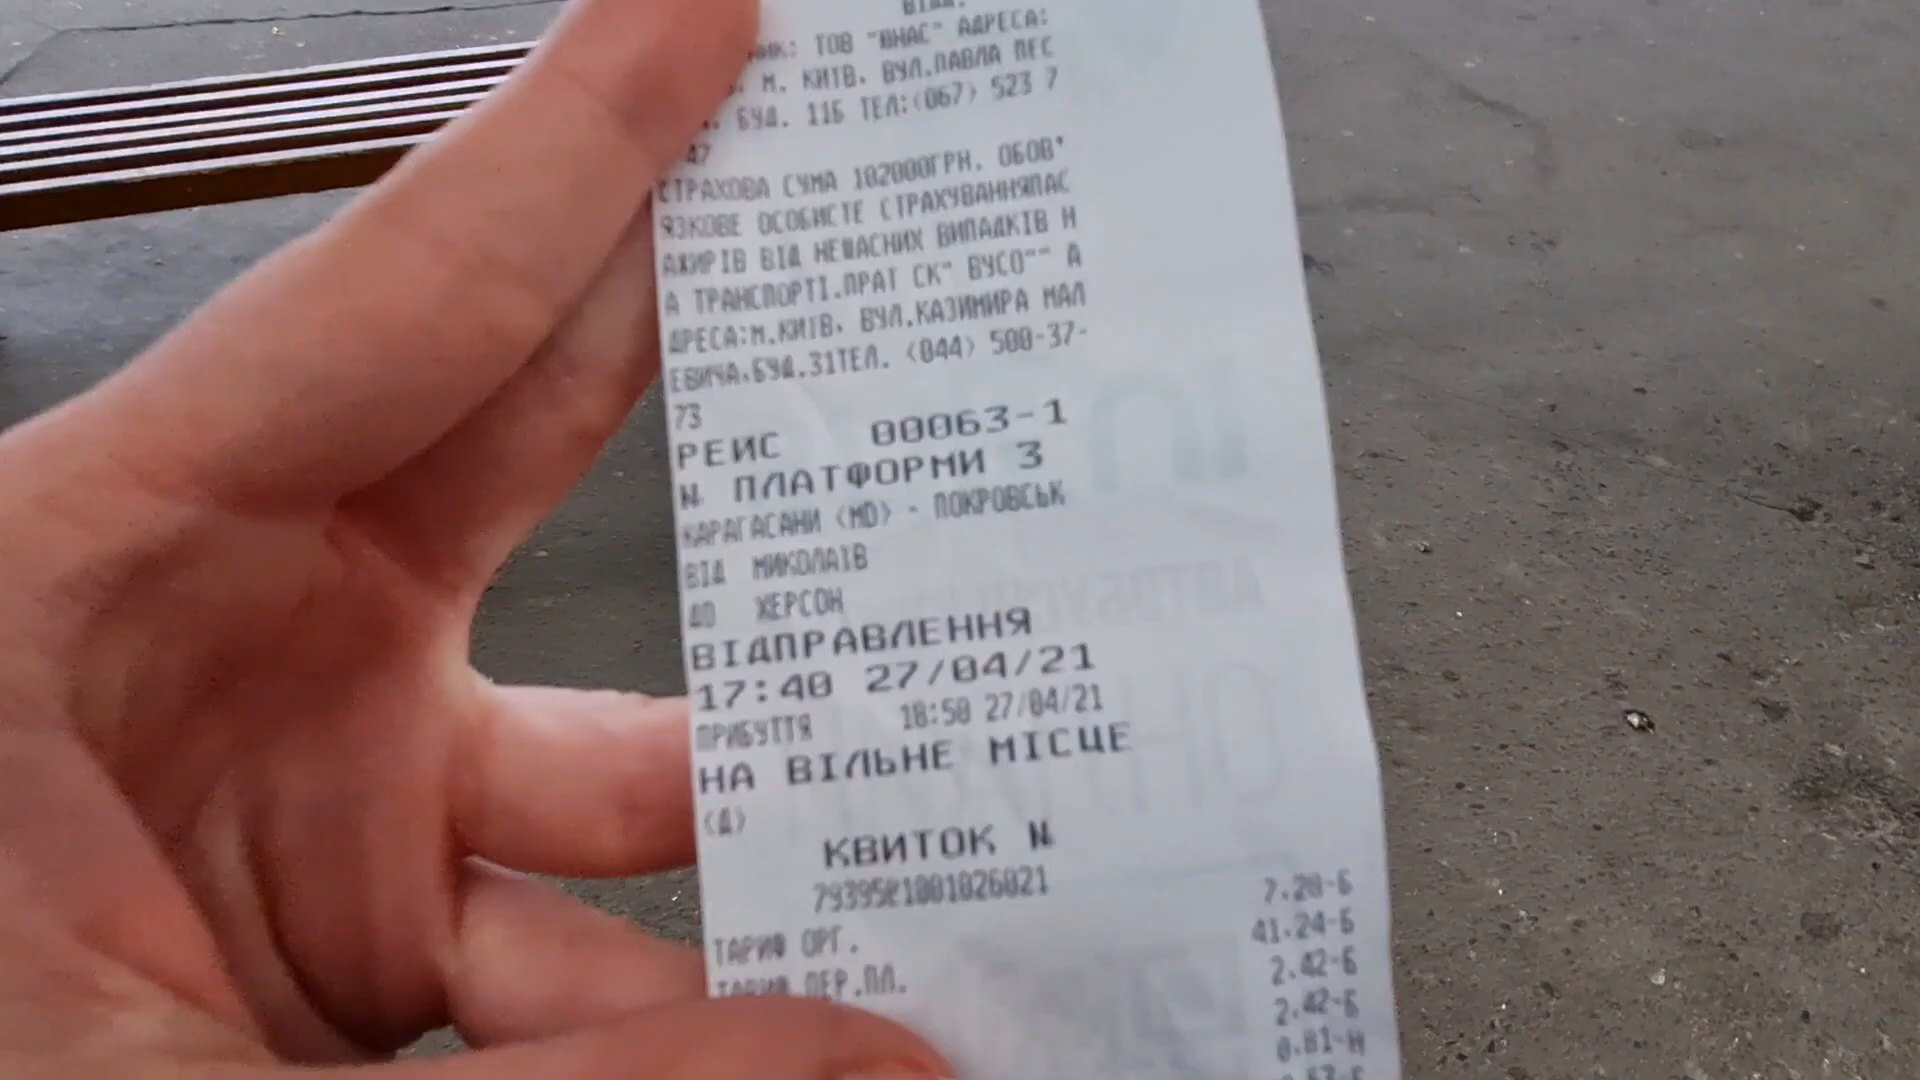 ВІДД.
ТОВ "ВНАС" АДРЕСА:
М. КИЇВ. ВУЛ.ПАВЛА ПЕС
БУД. 11Б ТЕЛ:(067) 523 7
47
СТРАХОВА СУМА 102000ГРН. ОБОВ'
ЯЗКОВЕ ОСОБИСТЕ СТРАХУВАННЯПАС
АЖИРІВ ВІД НЕЩАСНИХ ВИПАДКІВ Н
А ТРАНСПОРТІ.ПРАТ СК" ВУСО"" А
ДРЕСА:М.КИЇВ. ВУЛ.КАЗИМИРА МАЛ
ЕВИЧА.БУД.31ТЕЛ. (044) 500-37-
73
РЕЙС 00063-1
N ПЛАТФОРМИ 3
КАРАГАСАНИ (MD) - ПОКРОВСЬК
ВІД МИКОЛАЇВ
ДО ХЕРСОН
ВІДПРАВЛЕННЯ
17:40 27/04/21
ПРИБУТТЯ 18:50 27/04/21
НА ВІЛЬНЕ МІСЦЕ
(Д)
КВИТОК N
7.20-Б
ТАРИФ ОРГ. 41.24-Б
ТАРИФ ПЕР.ПЛ. 2.42-Б
2.42-Б
0.81-Н